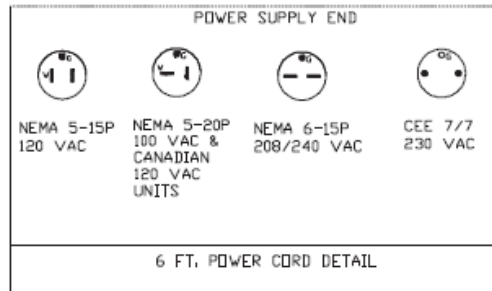 POWER SUPPLY END
G
W
G
W
G
G
NEMA 5-15P
120 VAC
NEMA 5-20P
100 VAC &
CANADIAN
120 VAC
UNITS
NEMA 6-15P
208/240 VAC
CEE 7/7
230 VAC
6 FT. POWER CORD DETAIL